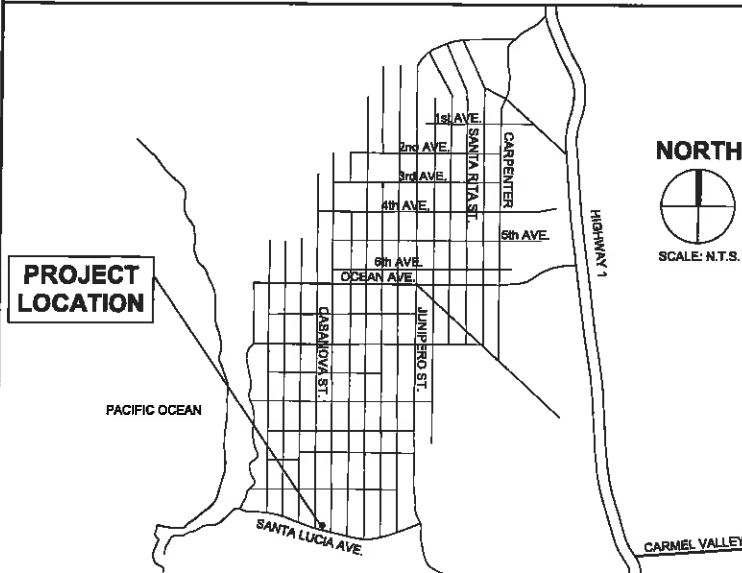 1st AVE.
2nd AVE.
3rd AVE.
4th AVE.
5th AVE.
6th AVE.
OCEAN AVE.
SANTA RITA ST.
CARPENTER
HIGHWAY 1
NORTH
SCALE: N.T.S.
PROJECT
LOCATION
CASANOVA ST.
JUNIPERO ST.
PACIFIC OCEAN
SANTA LUCIA AVE.
CARMEL VALLEY